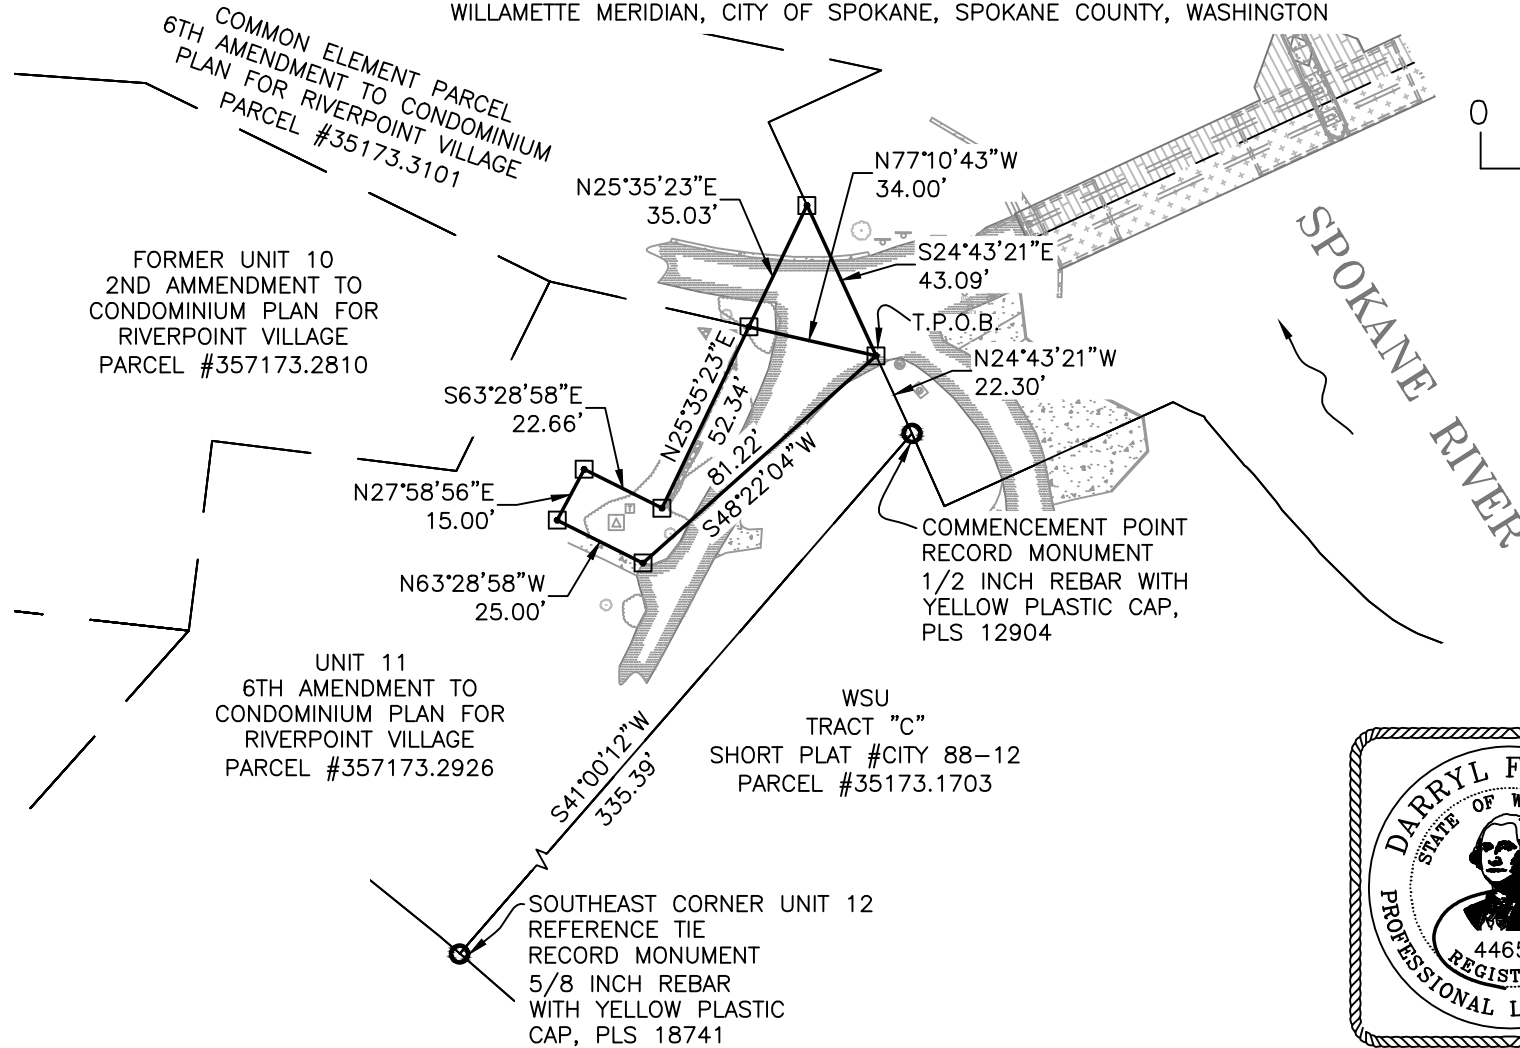 WILLAMETTE MERIDIAN, CITY OF SPOKANE, SPOKANE COUNTY, WASHINGTON
COMMON ELEMENT PARCEL
6TH AMENDMENT TO CONDOMINIUM
PLAN FOR RIVERPOINT VILLAGE
PARCEL #35173.3101
0
N77°10'43"W
34.00'
N25°35'23"E
35.03'
S24°43'21"E
43.09'
FORMER UNIT 10
2ND AMMENDMENT TO
CONDOMINIUM PLAN FOR
RIVERPOINT VILLAGE
PARCEL #357173.2810
T.P.O.B.
N24°43'21"W
22.30'
SPOKANE RIVER
N25°35'23"E
52.34'
S63°28'58"E
22.66'
81.22'
S48°22'04"W
N27°58'56"E
15.00'
T
N63°28'58"W
25.00'
COMMENCEMENT POINT
RECORD MONUMENT
1/2 INCH REBAR WITH
YELLOW PLASTIC CAP,
PLS 12904
UNIT 11
6TH AMENDMENT TO
CONDOMINIUM PLAN FOR
RIVERPOINT VILLAGE
PARCEL #357173.2926
WSU
TRACT "C"
SHORT PLAT #CITY 88-12
PARCEL #35173.1703
S41°00'12"W
335.39'
SOUTHEAST CORNER UNIT 12
REFERENCE TIE
RECORD MONUMENT
5/8 INCH REBAR
WITH YELLOW PLASTIC
CAP, PLS 18741
DARRYL F
STATE OF W
4465
REGIST
PROFESSIONAL L